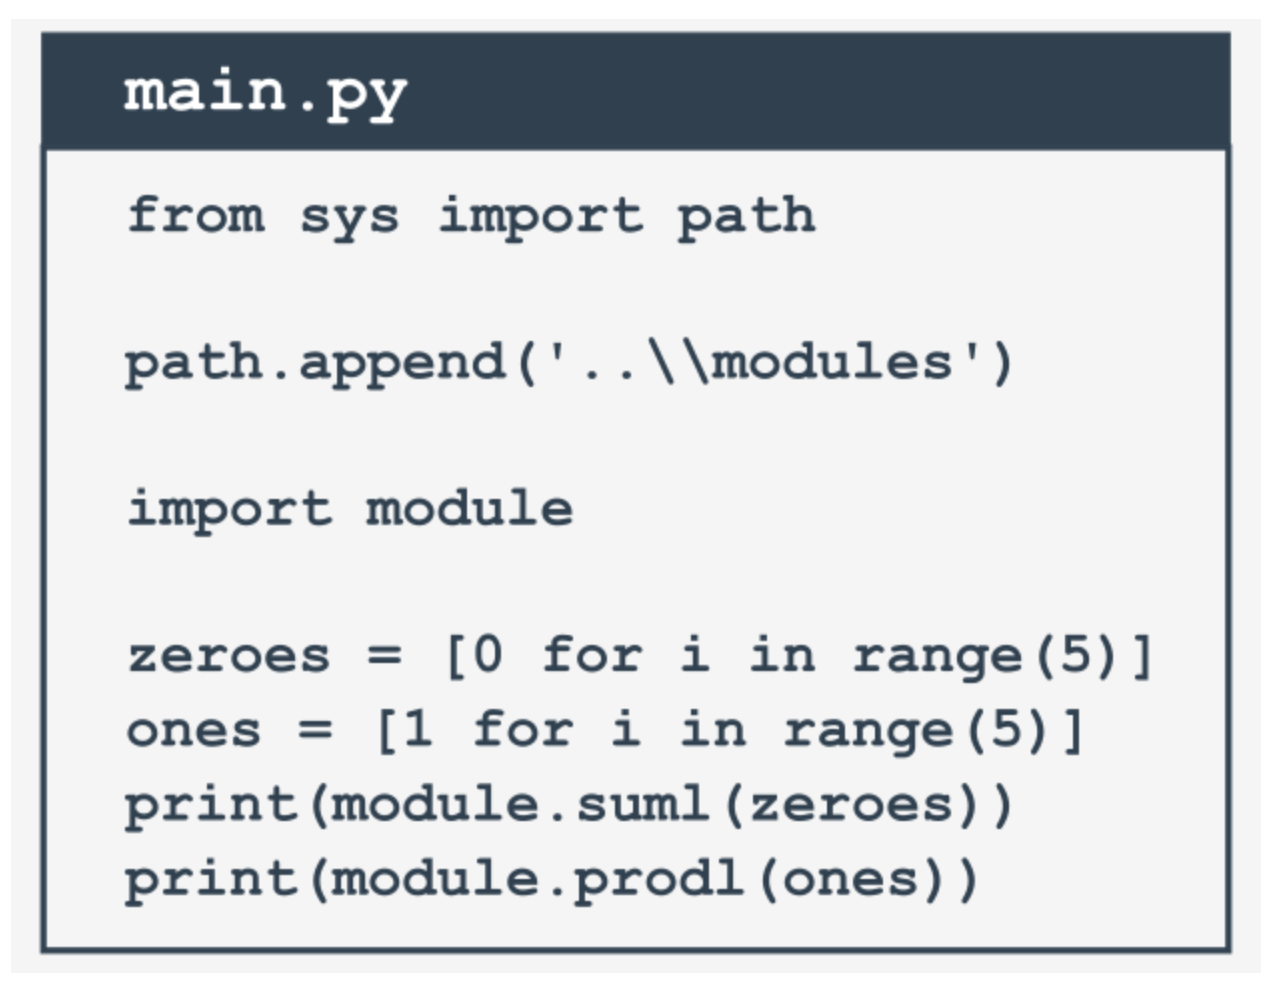 main.py
from sys import path
path.append('..\\modules')
import module
zeroes = [0 for i in range(5)]
ones = [1 for i in range(5)]
print(module.suml(zeroes))
print(module.prodl(ones))